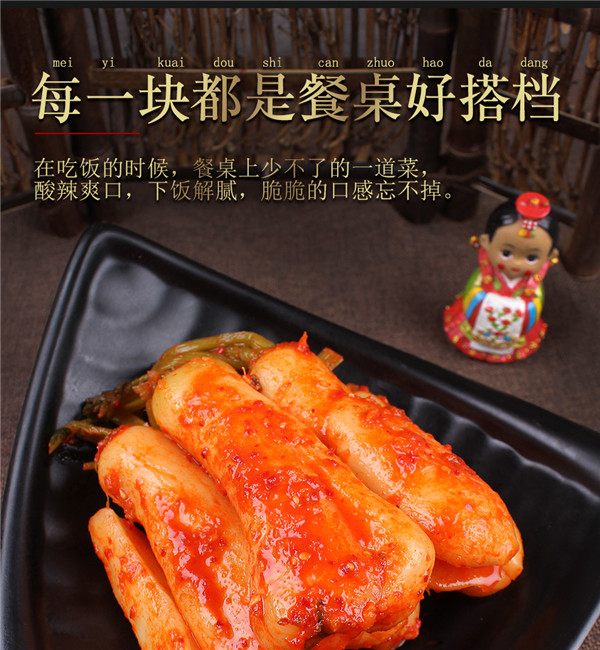 mei yi kuai dou shi can zhuo hao da dang
每一块都是餐桌好搭档
在吃饭的时候，餐桌上少不了的一道菜，
酸辣爽口，下饭解腻，脆脆的口感忘不掉。